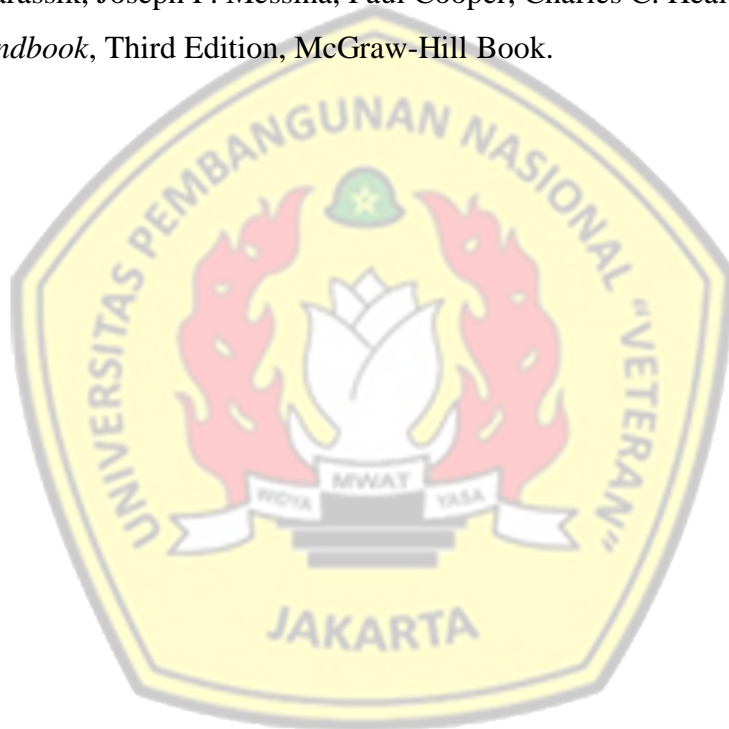 arassik, Joseph P. Messina, Paul Cooper, Charles C. Heal
ndbook, Third Edition, McGraw-Hill Book.
UNIVERSITAS PEMBANGUNAN NASIONAL "VETERAN"
WIDYA MWAT YASA
JAKARTA